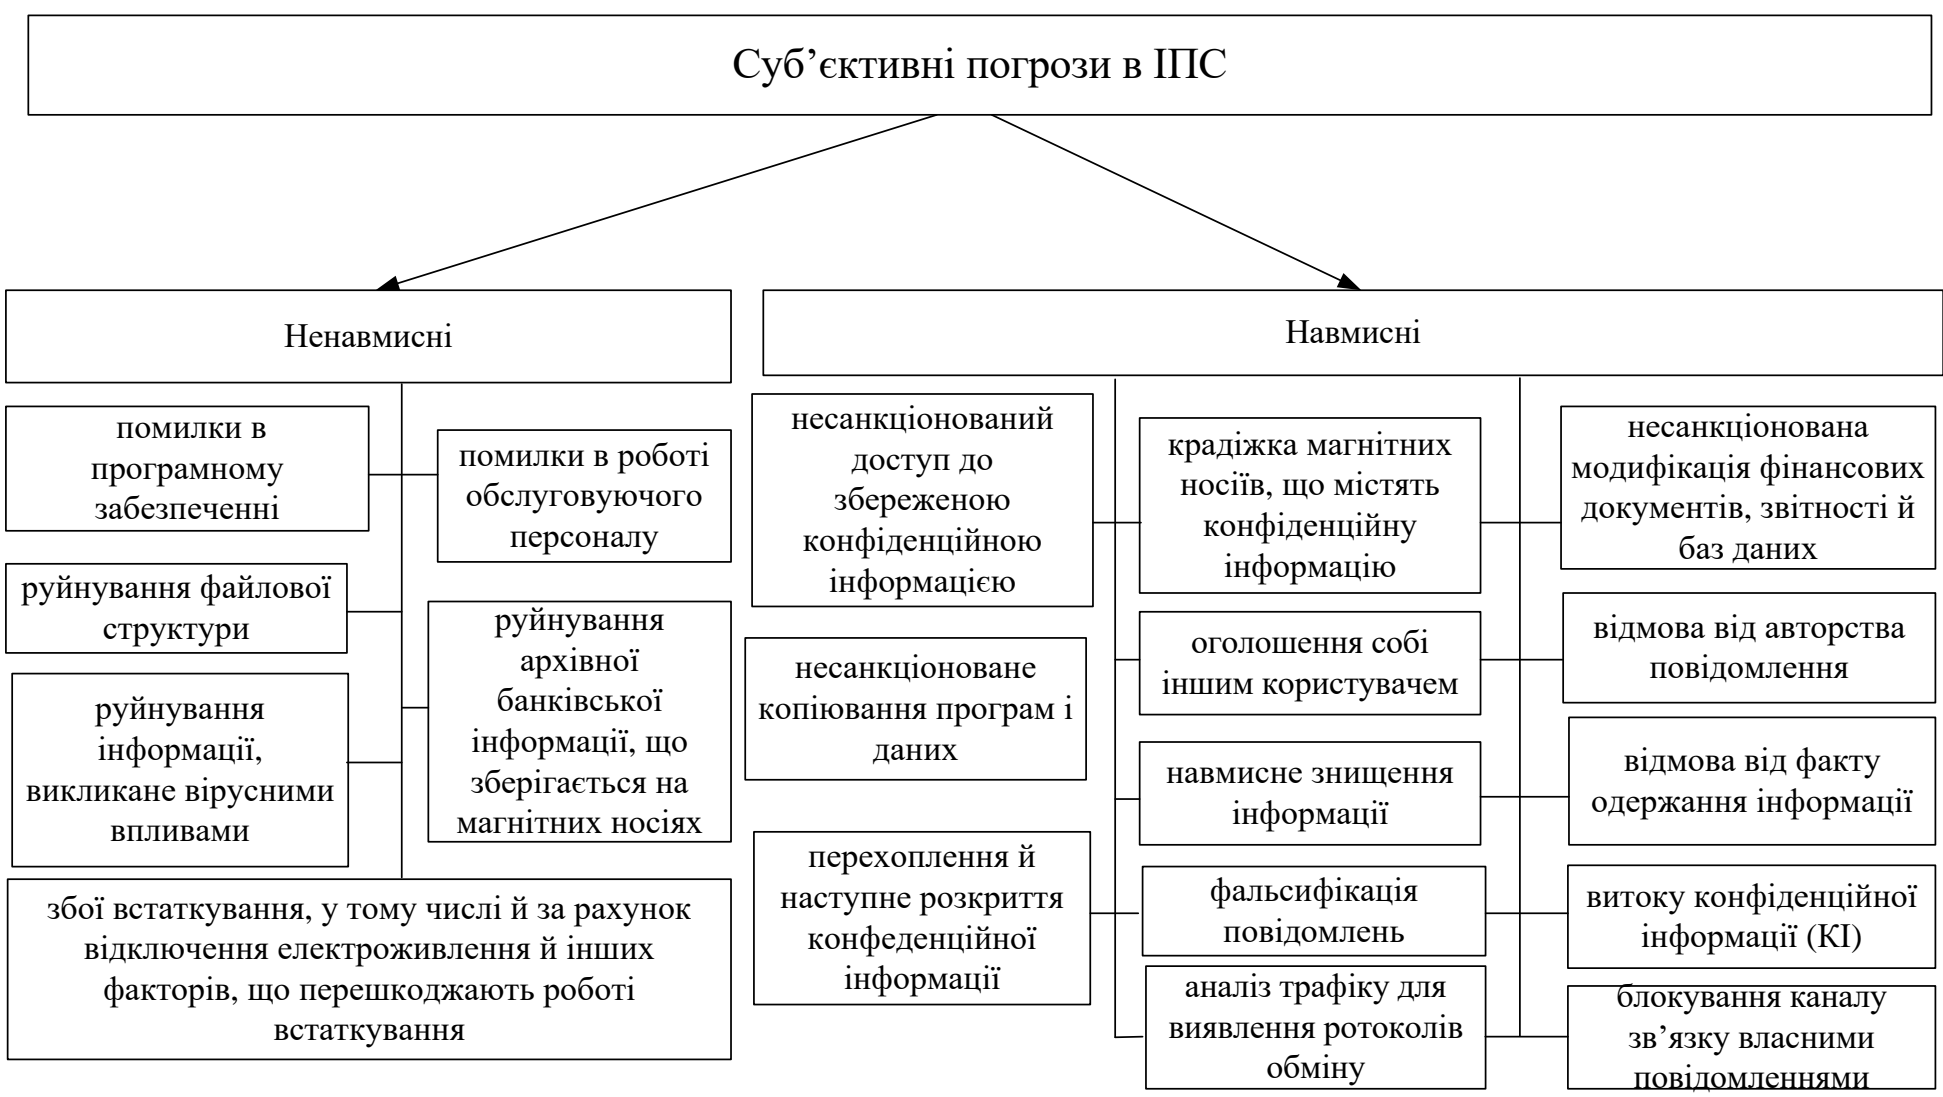 Суб’єктивні погрози в ІПС
Ненавмисні
помилки в
програмному
забезпеченні
помилки в роботі
обслуговуючого
персоналу
руйнування файлової
структури
руйнування
архівної
банківської
інформації, що
зберігається на
магнітних носіях
руйнування
інформації,
викликане вірусними
впливами
збої встаткування, у тому числі й за рахунок
відключення електроживлення й інших
факторів, що перешкоджають роботі
встаткування
Навмисні
несанкціонований
доступ до
збереженою
конфіденційною
інформацією
несанкціоноване
копіювання програм і
даних
перехоплення й
наступне розкриття
конфеденційної
інформації
крадіжка магнітних
носіїв, що містять
конфіденційну
інформацію
оголошення собі
іншим користувачем
навмисне знищення
інформації
фальсифікація
повідомлень
аналіз трафіку для
виявлення ротоколів
обміну
несанкціонована
модифікація фінансових
документів, звітності й
баз даних
відмова від авторства
повідомлення
відмова від факту
одержання інформації
витоку конфіденційної
інформації (КІ)
блокування каналу
зв’язку власними
повідомленнями